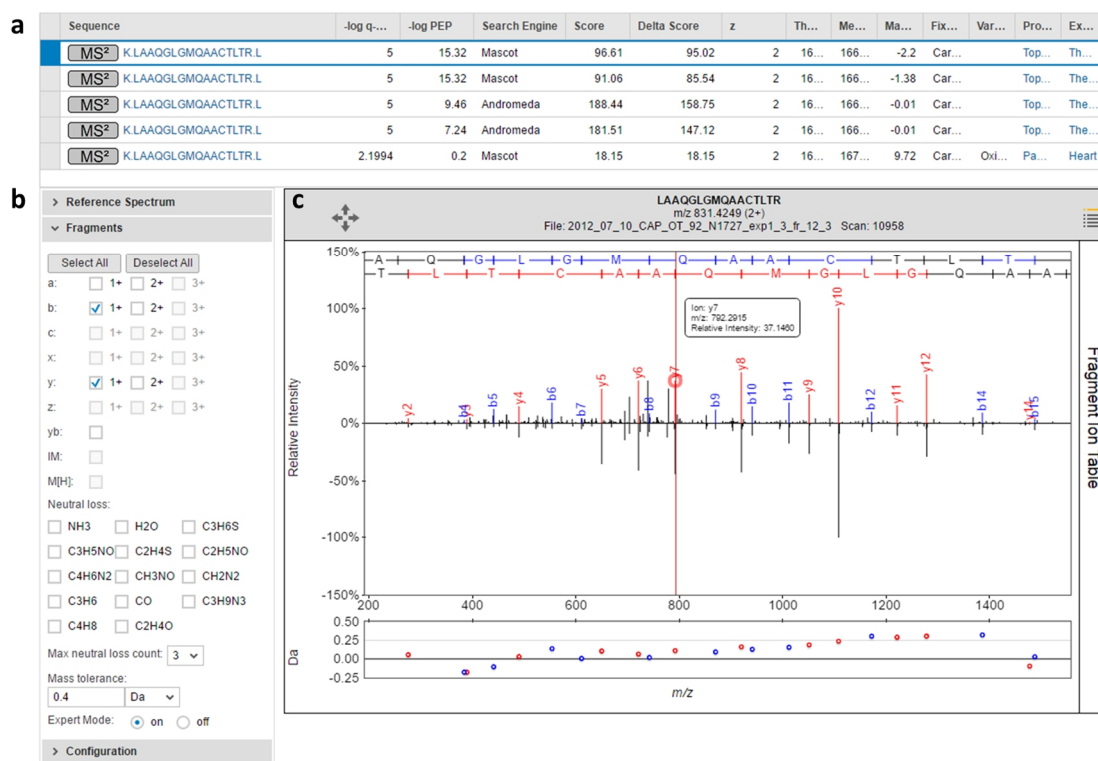 a
Sequence -log q-... -log PEP Search Engine Score Delta Score z Th... Me... Ma... Fix... Var... Pro... Ex...
MS² K.LAAQGLGMQAACTLTR.L 5 15.32 Mascot 96.61 95.02 2 16... 166... -2.2 Car... Top... Th...
MS² K.LAAQGLGMQAACTLTR.L 5 15.32 Mascot 91.06 85.54 2 16... 166... -1.38 Car... Top... The...
MS² K.LAAQGLGMQAACTLTR.L 5 9.46 Andromeda 188.44 158.75 2 16... 166... -0.01 Car... Top... The...
MS² K.LAAQGLGMQAACTLTR.L 5 7.24 Andromeda 181.51 147.12 2 16... 166... -0.01 Car... Top... The...
MS² K.LAAQGLGMQAACTLTR.L 2.1994 0.2 Mascot 18.15 18.15 2 16... 167... 9.72 Car... Oxi... Pa... Heart
b
Reference Spectrum
Fragments
Select All Deselect All
a: 1+ 2+ 3+
b: 1+ 2+ 3+
c: 1+ 2+ 3+
x: 1+ 2+ 3+
y: 1+ 2+ 3+
z: 1+ 2+ 3+
yb:
IM:
M[H]:
Neutral loss:
NH3 H2O C3H6S
C3H5NO C2H4S C2H5NO
C4H6N2 CH3NO CH2N2
C3H6 CO C3H9N3
C4H8 C2H4O
Max neutral loss count: 3
Mass tolerance:
0.4 Da
Expert Mode: on off
Configuration
c
LAAQGLGMQAACTLTR
m/z 831.4249 (2+)
File: 2012_07_10_CAP_OT_92_N1727_exp1_3_fr_12_3 Scan: 10958
150%
A Q G L G M Q A A C T L T
T L T C A A Q M G L G Q A A
Ion: y7
m/z: 792.2915
Relative Intensity: 37.1460
100%
50%
0%
-50%
-100%
-150%
Relative Intensity
y2 b4 y3 b5 y4 b6 b7 y5 y6 b8 y7 b9 y8 b10 b11 y9 y10 b12 y11 y12 b14 y14 b15
200 400 600 800 1000 1200 1400
0.50
0.25
0.00
-0.25
Da
m/z
Fragment Ion Table